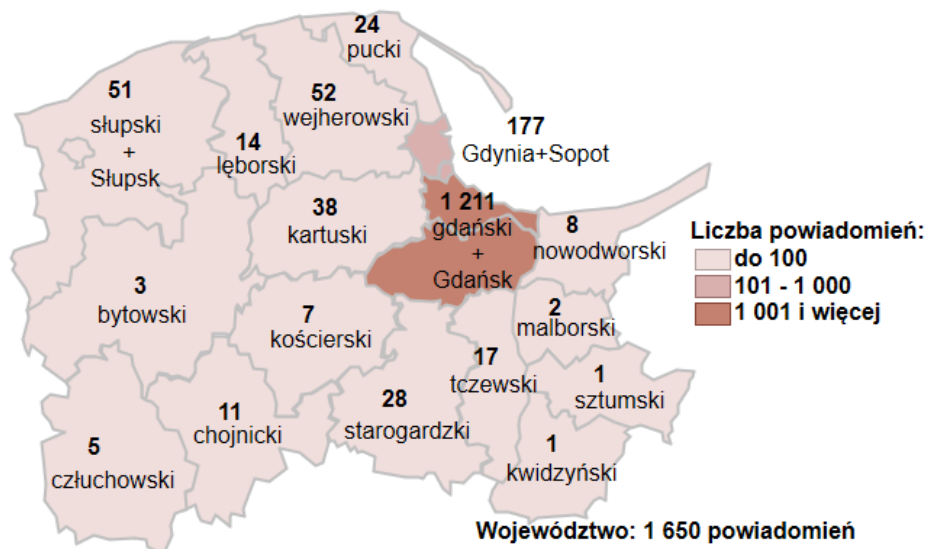 24
pucki
51
słupski
+
Słupsk
52
wejherowski
14
lęborski
177
Gdynia+Sopot
38
kartuski
1 211
gdański
+
Gdańsk
8
nowodworski
Liczba powiadomień:
do 100
101 - 1 000
1 001 i więcej
3
bytowski
7
kościerski
2
malborski
17
tczewski
1
sztumski
5
człuchowski
11
chojnicki
28
starogardzki
1
kwidzyński
Województwo: 1 650 powiadomień